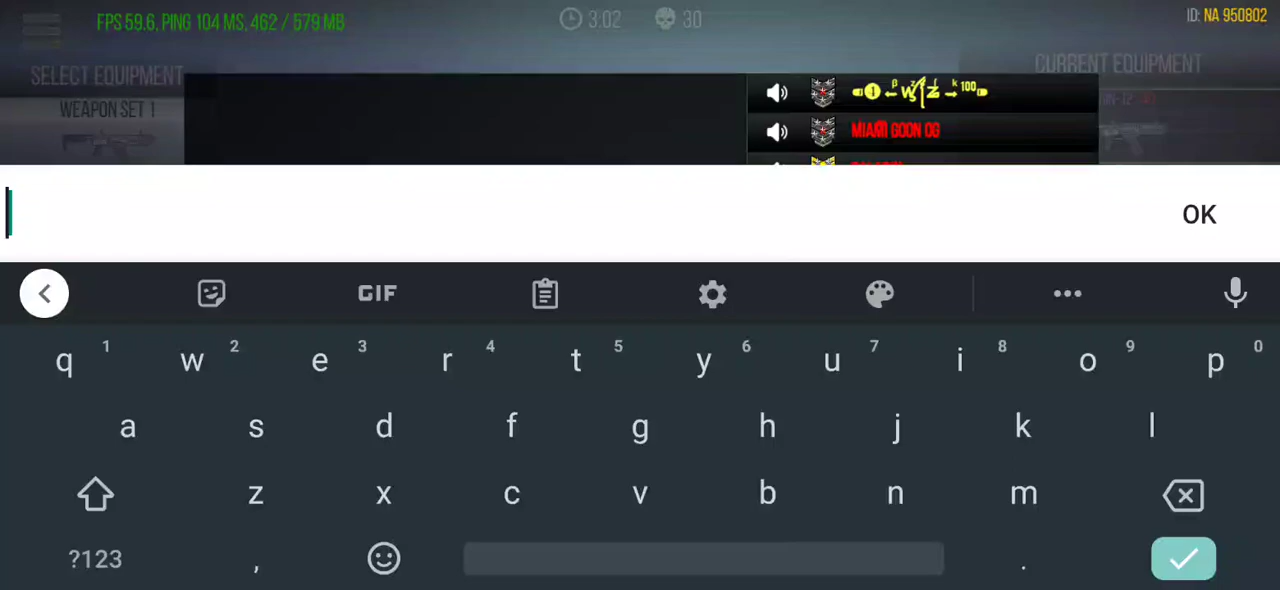 FPS 59.6, PING 104 MS, 462 / 579 MB
3:02
30
ID: NA 950802
SELECT EQUIPMENT
CURRENT EQUIPMENT
WEAPON SET 1
100
MIAMI GOON OG
OK
GIF
q 1 w 2 e 3 r 4 t 5 y 6 u 7 i 8 o 9 p 0
a s d f g h j k l
z x c v b n m
?123 , .